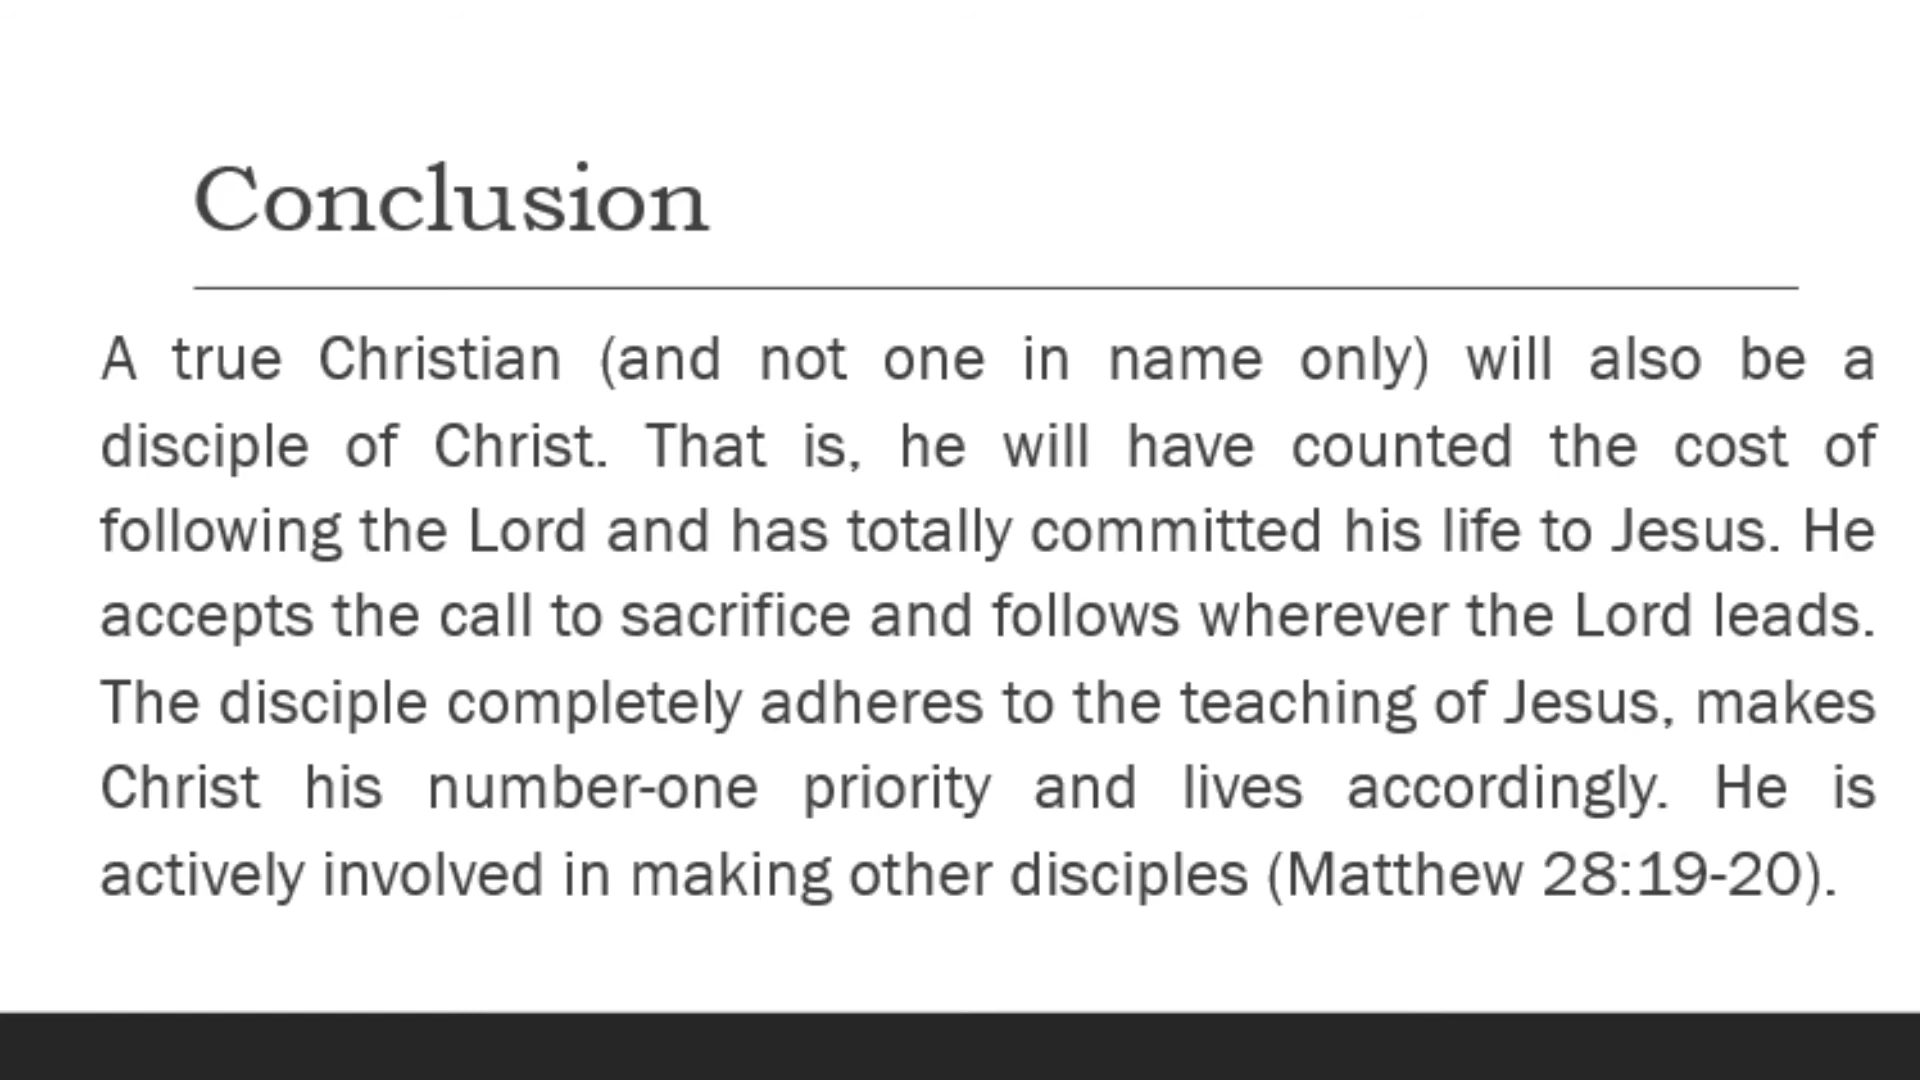 Conclusion
A true Christian (and not one in name only) will also be a
disciple of Christ. That is, he will have counted the cost of
following the Lord and has totally committed his life to Jesus. He
accepts the call to sacrifice and follows wherever the Lord leads.
The disciple completely adheres to the teaching of Jesus, makes
Christ his number-one priority and lives accordingly. He is
actively involved in making other disciples (Matthew 28:19-20).